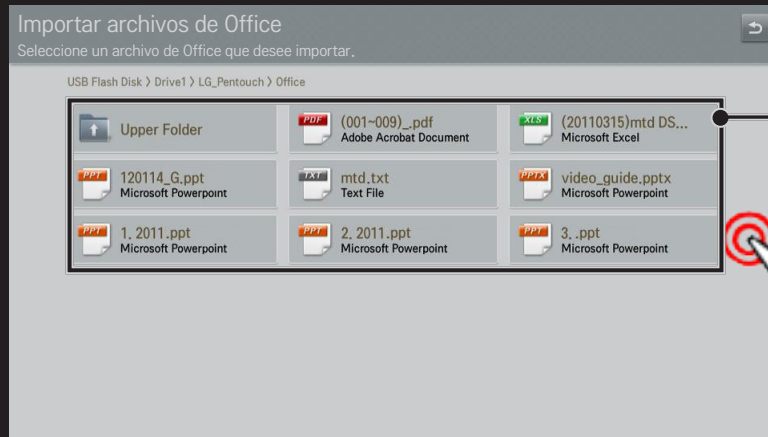 Importar archivos de Office
Seleccione un archivo de Office que desee importar.
USB Flash Disk > Drive1 > LG_Pentouch > Office
Upper Folder
PDF
(001~009)_.pdf
Adobe Acrobat Document
XLS
(20110315)mtd DS...
Microsoft Excel
PPT
120114_G.ppt
Microsoft Powerpoint
TXT
mtd.txt
Text File
PPTX
video_guide.pptx
Microsoft Powerpoint
PPT
1. 2011.ppt
Microsoft Powerpoint
PPT
2. 2011.ppt
Microsoft Powerpoint
PPT
3. .ppt
Microsoft Powerpoint